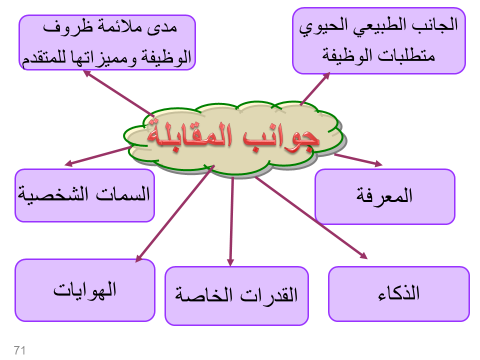 الجانب الطبيعي الحيوي
متطلبات الوظيفة
مدى ملائمة ظروف
الوظيفة ومميزاتها للمتقدم
جوانب المقابلة
المعرفة
السمات الشخصية
الذكاء
القدرات الخاصة
الهوايات
71